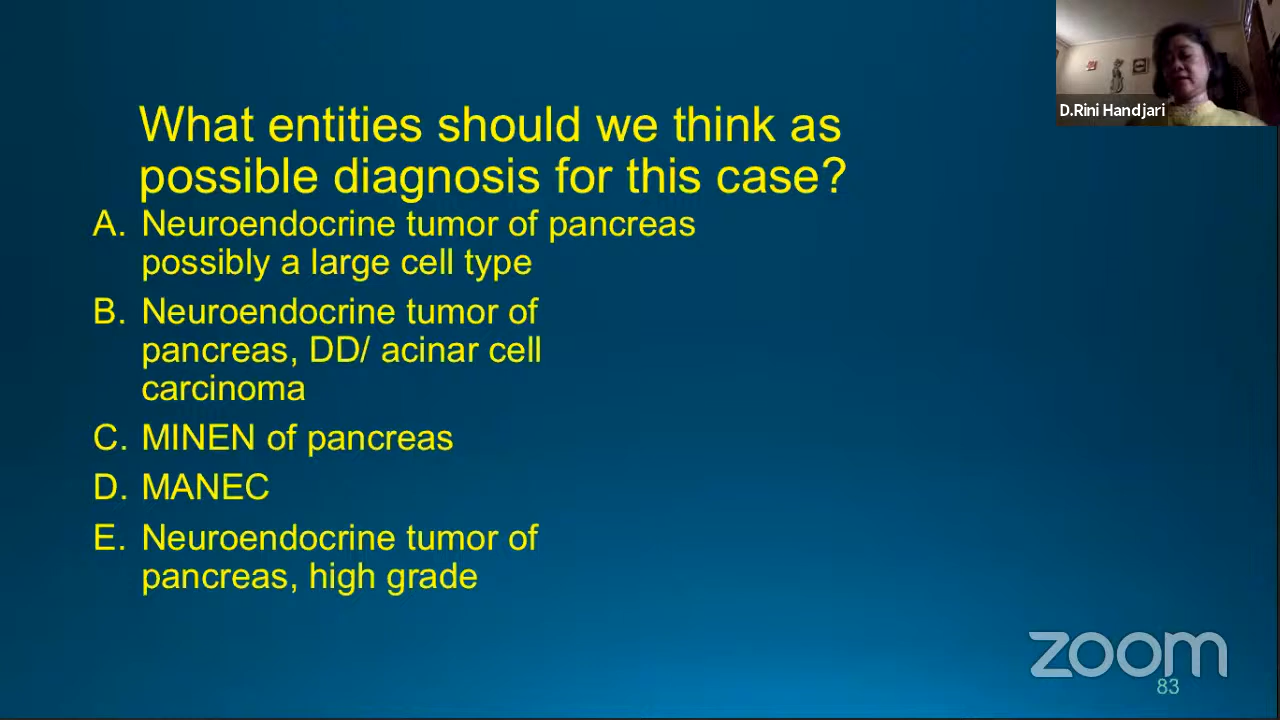 D.Rini Handjari
What entities should we think as
possible diagnosis for this case?
A. Neuroendocrine tumor of pancreas
possibly a large cell type
B. Neuroendocrine tumor of
pancreas, DD/ acinar cell
carcinoma
C. MINEN of pancreas
D. MANEC
E. Neuroendocrine tumor of
pancreas, high grade
zoom
83